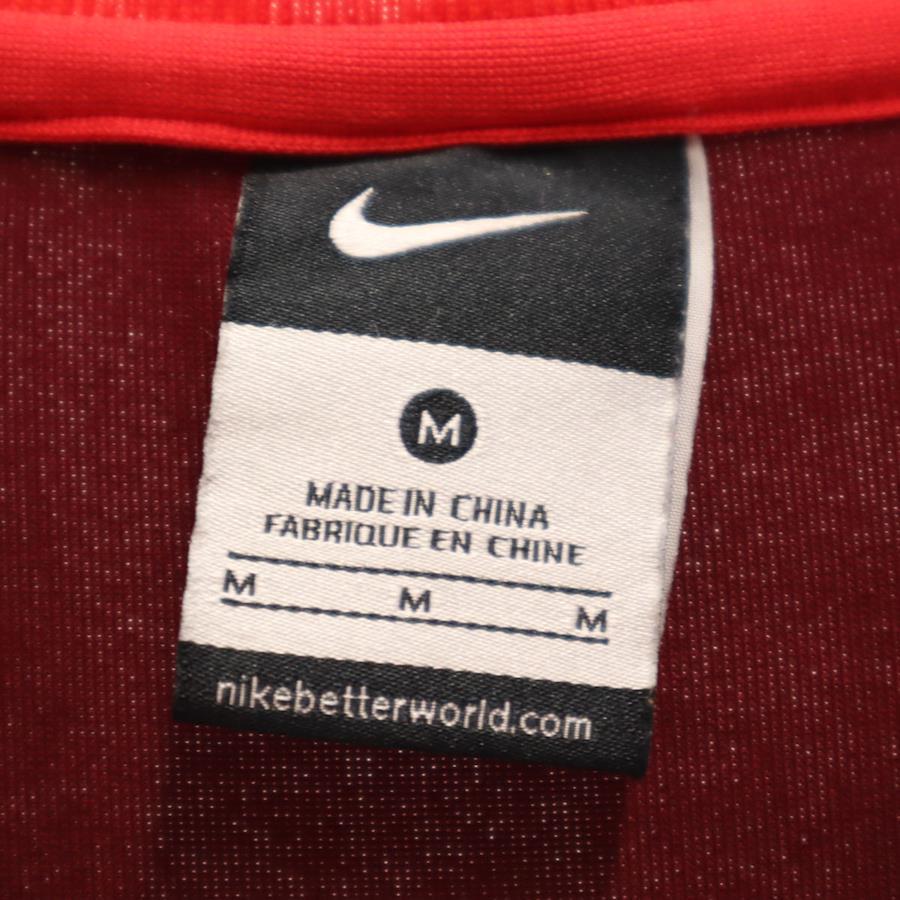 M
MADE IN CHINA
FABRIQUE EN CHINE
M M M
nikebetterworld.com